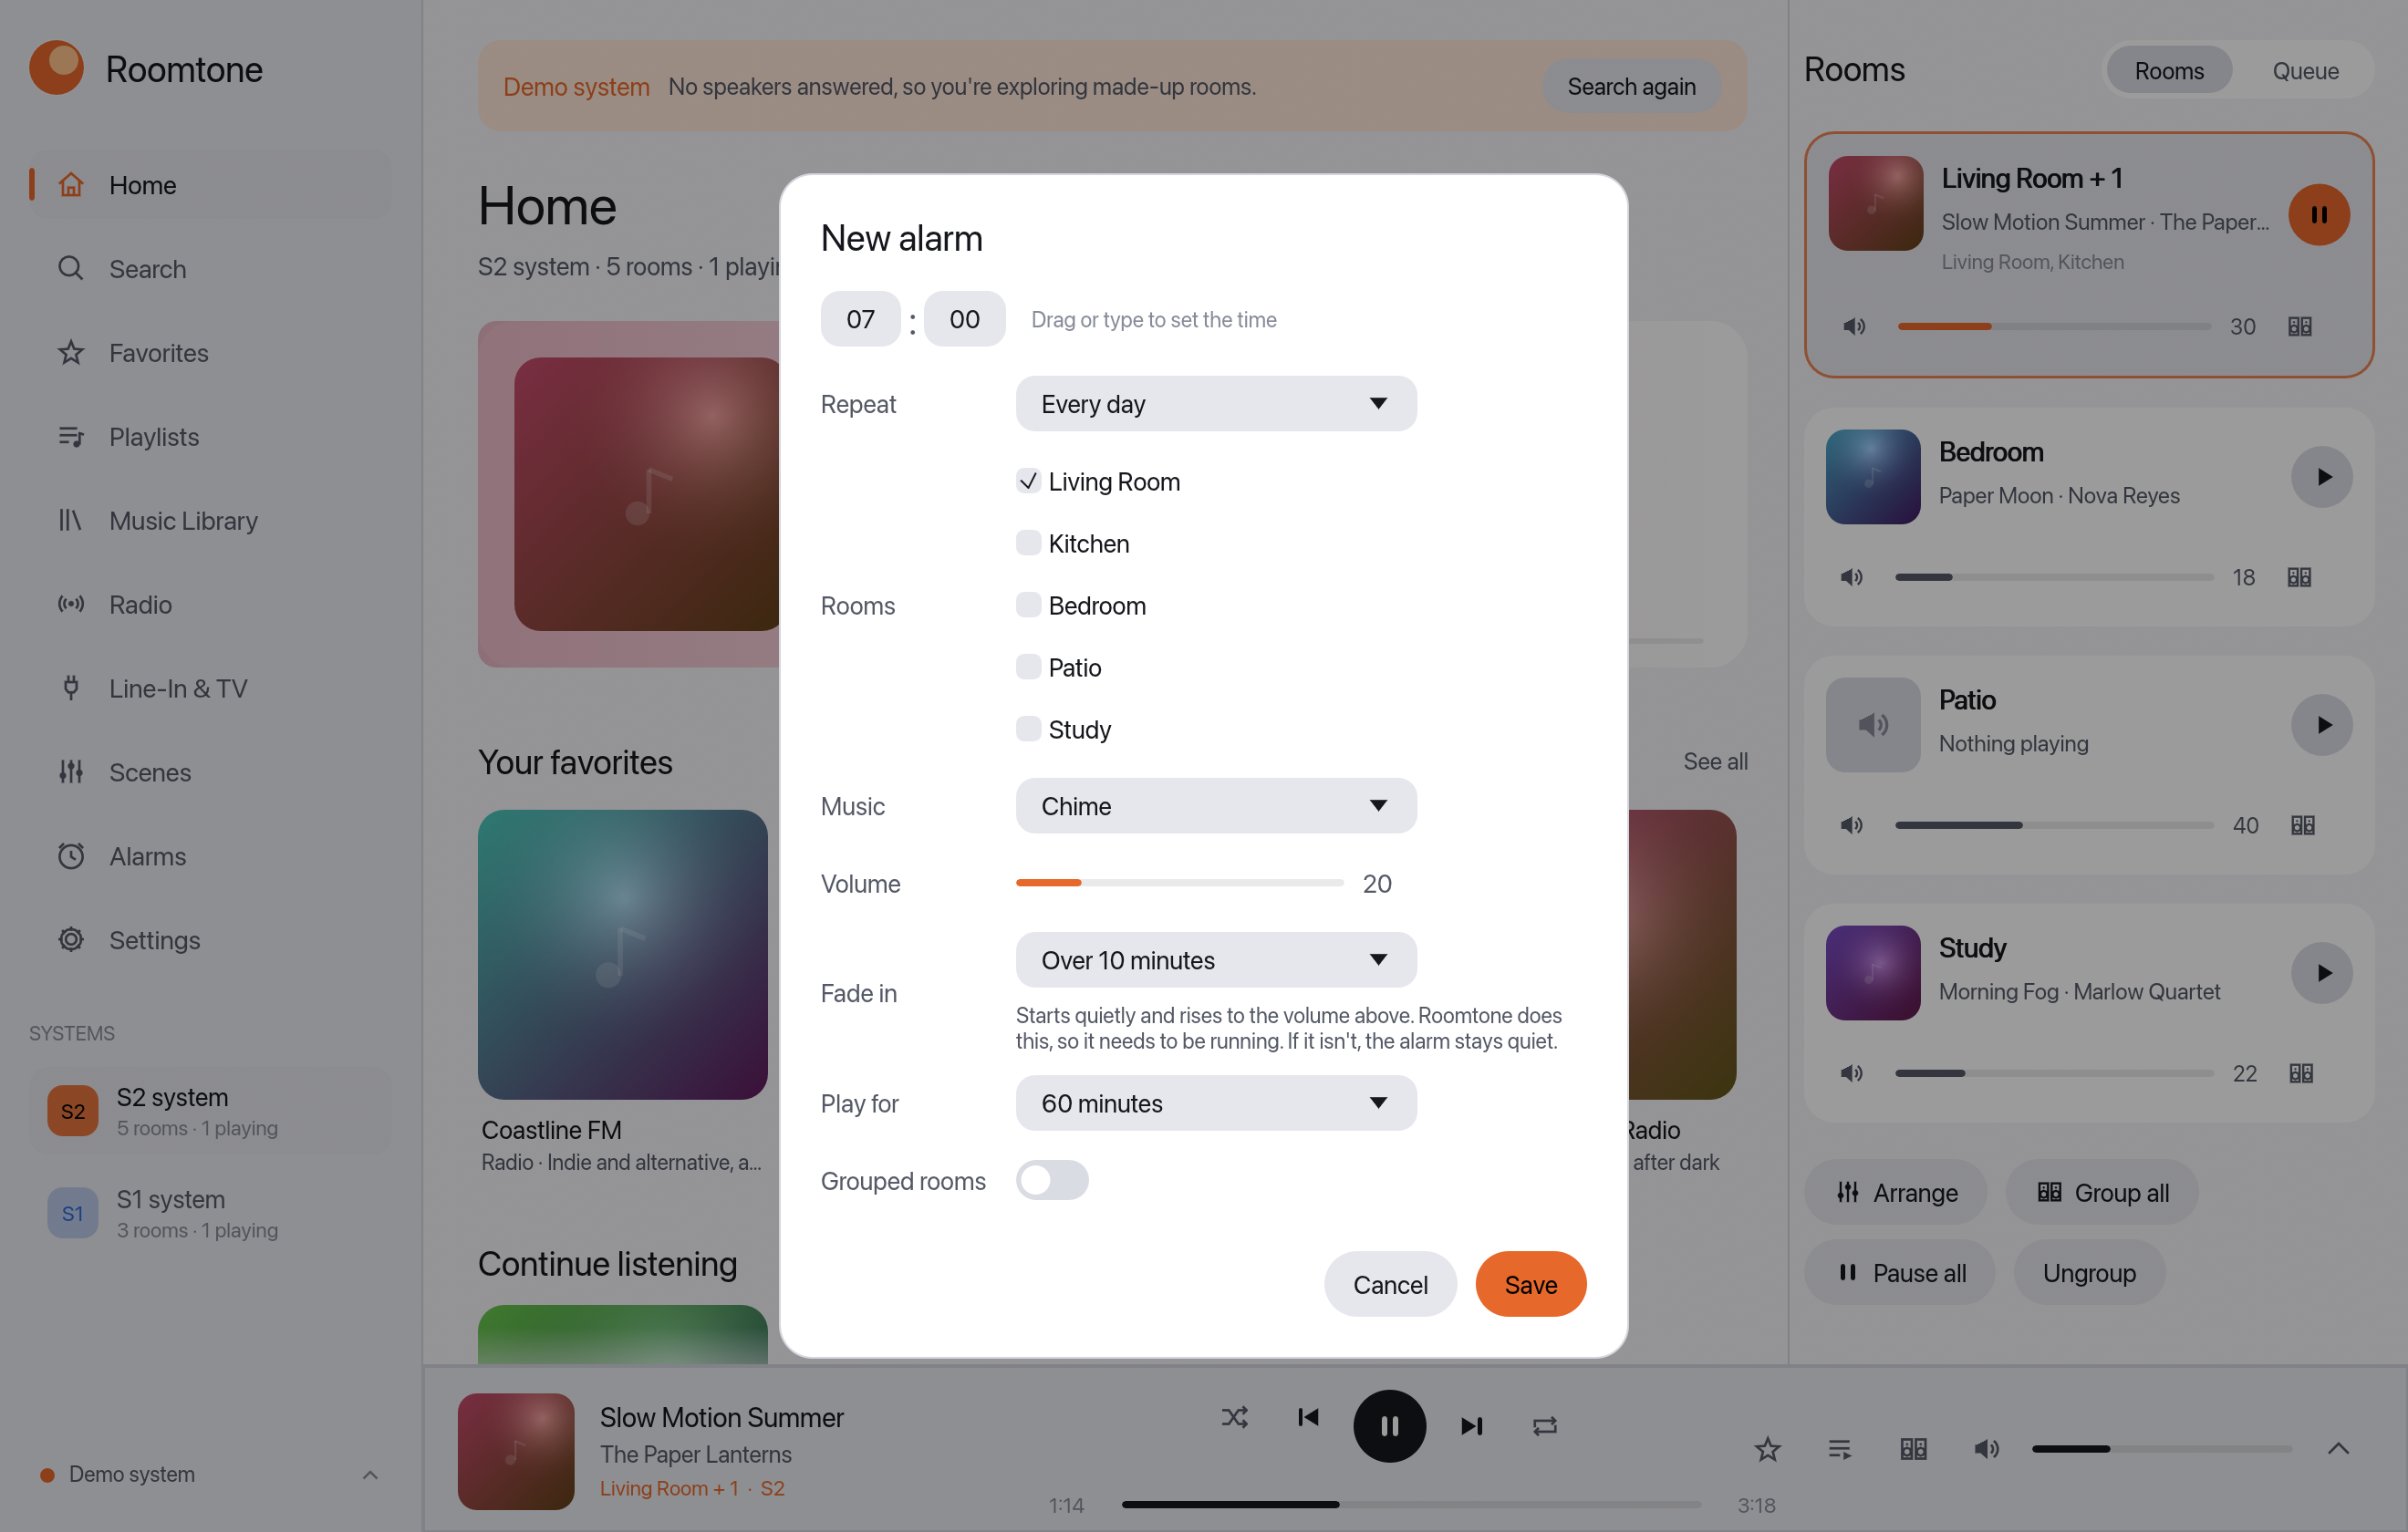 Roomtone
Home
Search
Favorites
Playlists
Music Library
Radio
Line-In & TV
Scenes
Alarms
Settings
SYSTEMS
S2
S2 system
5 rooms · 1 playing
S1
S1 system
3 rooms · 1 playing
Demo system
Demo system No speakers answered, so you're exploring made-up rooms.
Search again
Home
S2 system · 5 rooms · 1
Your favorites
See all
Coastline FM
Radio · Indie and alternative, a...
Radio
after dark
Continue listening
New alarm
07 : 00 Drag or type to set the time
Repeat Every day
Living Room
Kitchen
Rooms Bedroom
Patio
Study
Music Chime
Volume 20
Over 10 minutes
Fade in
Starts quietly and rises to the volume above. Roomtone does
this, so it needs to be running. If it isn't, the alarm stays quiet.
Play for 60 minutes
Grouped rooms
Cancel Save
Rooms
Rooms Queue
Living Room + 1
Slow Motion Summer · The Paper...
Living Room, Kitchen
30
Bedroom
Paper Moon · Nova Reyes
18
Patio
Nothing playing
40
Study
Morning Fog · Marlow Quartet
22
Arrange Group all
Pause all Ungroup
Slow Motion Summer
The Paper Lanterns
Living Room + 1 · S2
1:14 3:18